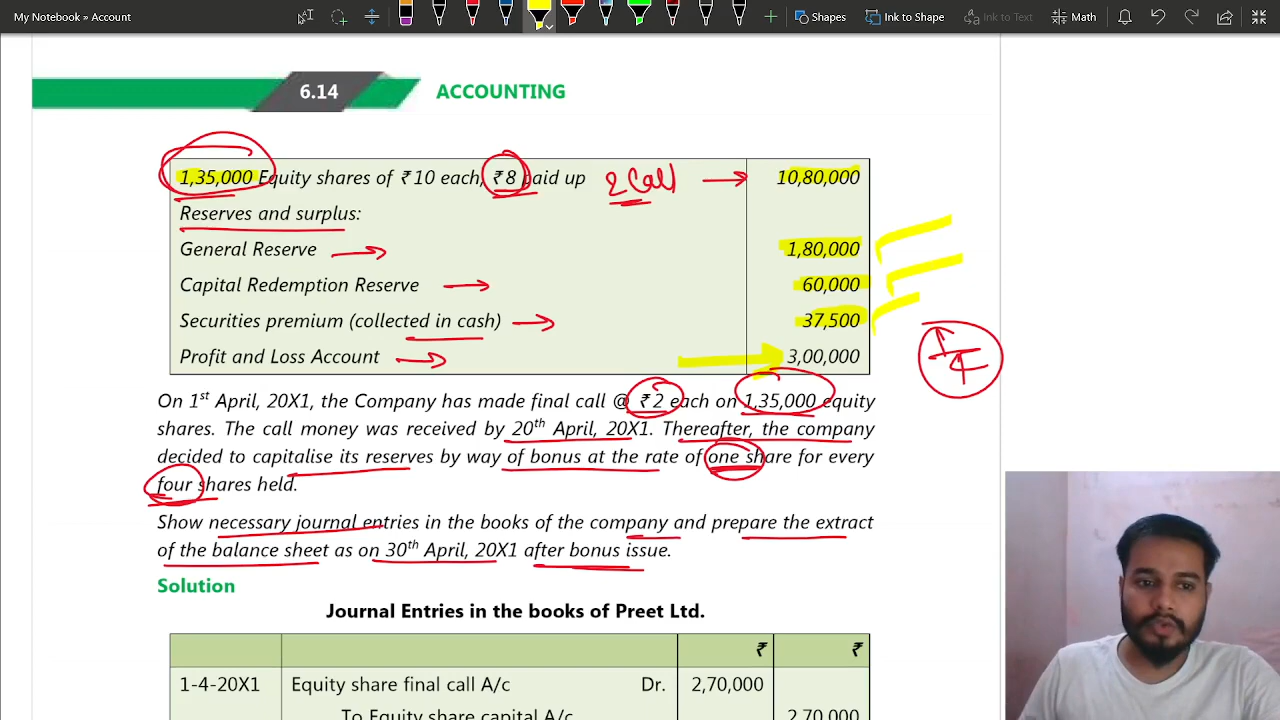 My Notebook / Saved
Shapes
Ink to Shape
Ink to Text
Math
6.14
ACCOUNTING
1,35,000 Equity shares of ₹ 10 each, ₹ 8 paid up 2 Call 10,80,000
Reserves and surplus:
General Reserve 1,80,000
Capital Redemption Reserve 60,000
Securities premium (collected in cash) 37,500
Profit and Loss Account 3,00,000
On 1st April, 20X1, the Company has made final call @ ₹ 2 each on 1,35,000 equity
shares. The call money was received by 20th April, 20X1. Thereafter, the company
decided to capitalise its reserves by way of bonus at the rate of one share for every
four shares held.
Show necessary journal entries in the books of the company and prepare the extract
of the balance sheet as on 30th April, 20X1 after bonus issue.
Solution
Journal Entries in the books of Preet Ltd.
₹ ₹
1-4-20X1 Equity share final call A/c Dr. 2,70,000
To Equity share capital A/c 2,70,000